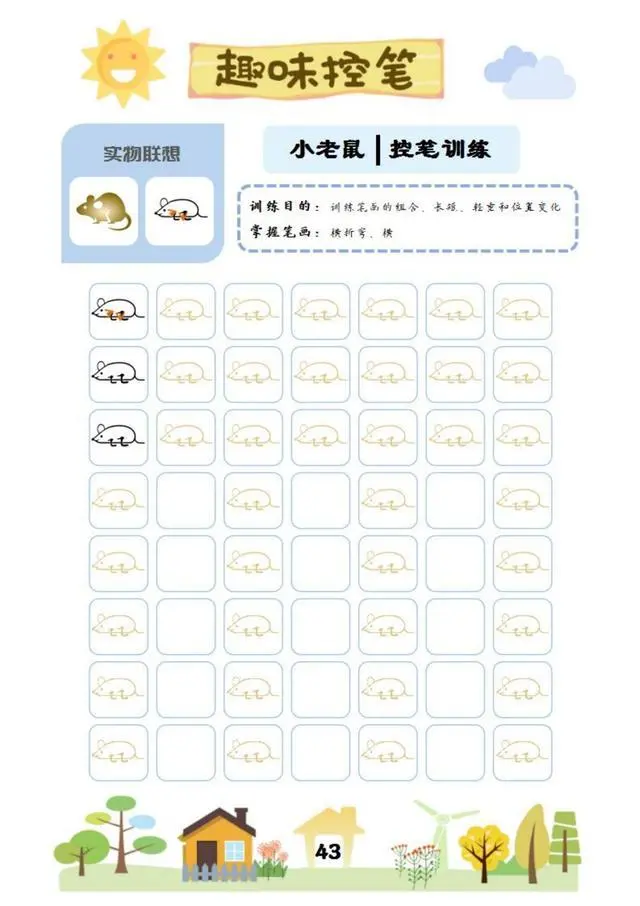 趣味控笔
实物联想
小老鼠|控笔训练
训练目的：训练笔画的组合、长短、轻重和位置变化
掌握笔画：横折弯、横
43